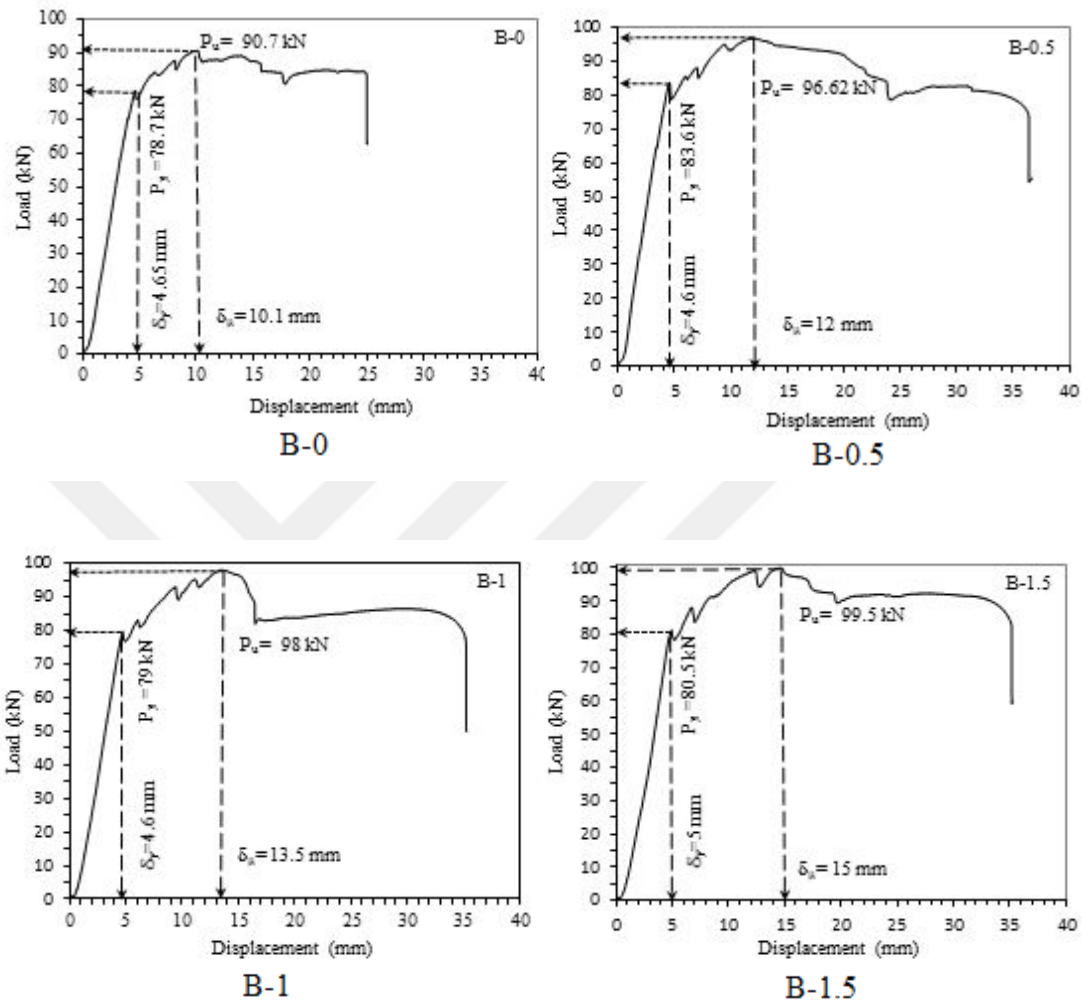 100
90
80
70
60
50
40
30
20
10
0
Load (kN)
Pᵤ= 90.7 kN
B-0
Pᵧ =78.7 kN
δᵧ=4.65 mm
δᵤ=10.1 mm
0 5 10 15 20 25 30 35 40
Displacement (mm)
B-0
100
90
80
70
60
50
40
30
20
10
0
Load (kN)
B-0.5
Pᵤ= 96.62 kN
Pᵧ =83.6 kN
δᵧ=4.6 mm
δᵤ=12 mm
0 5 10 15 20 25 30 35 40
Displacement (mm)
B-0.5
100
90
80
70
60
50
40
30
20
10
0
Load (kN)
B-1
Pᵤ= 98 kN
Pᵧ =79 kN
δᵧ=4.6 mm
δᵤ=13.5 mm
0 5 10 15 20 25 30 35 40
Displacement (mm)
B-1
100
90
80
70
60
50
40
30
20
10
0
Load (kN)
B-1.5
Pᵤ= 99.5 kN
Pᵧ =80.5 kN
δᵧ=5 mm
δᵤ=15 mm
0 5 10 15 20 25 30 35 40
Displacement (mm)
B-1.5